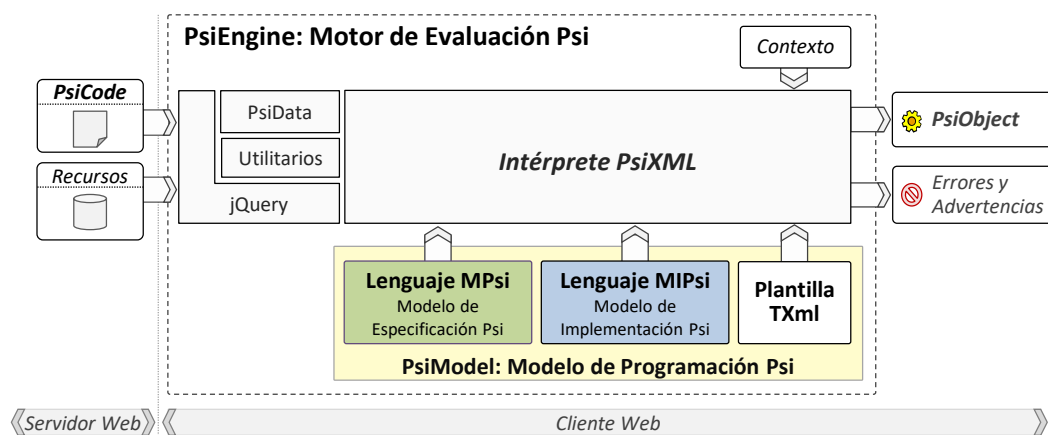 PsiEngine: Motor de Evaluación Psi
Contexto
PsiCode
Recursos
PsiData
Utilitarios
jQuery
Intérprete PsiXML
PsiObject
Errores y
Advertencias
Lenguaje MPsi
Modelo de
Especificación Psi
Lenguaje MIPsi
Modelo de
Implementación Psi
Plantilla
TXml
PsiModel: Modelo de Programación Psi
Servidor Web
Cliente Web